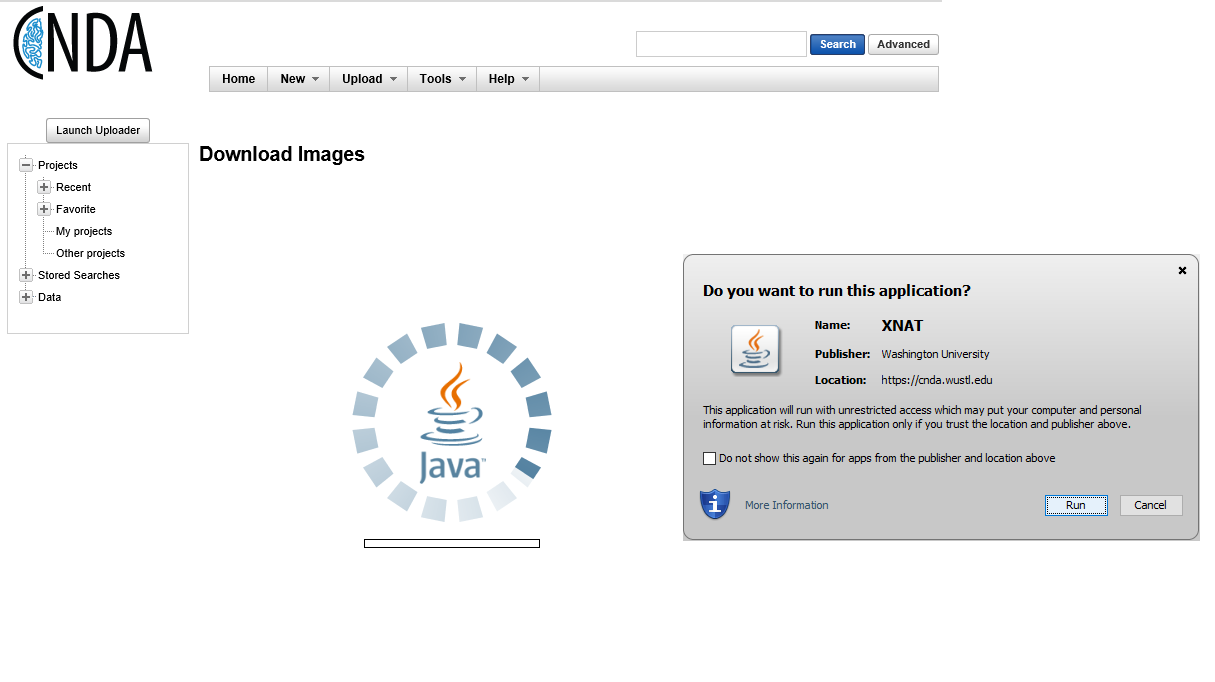 CNDA
Search
Advanced
Home New Upload Tools Help
Launch Uploader
Projects
Recent
Favorite
My projects
Other projects
Stored Searches
Data
Download Images
Java™
Do you want to run this application?
Name: XNAT
Publisher: Washington University
Location: https://cnda.wustl.edu
This application will run with unrestricted access which may put your computer and personal
information at risk. Run this application only if you trust the location and publisher above.
Do not show this again for apps from the publisher and location above
More Information
Run
Cancel